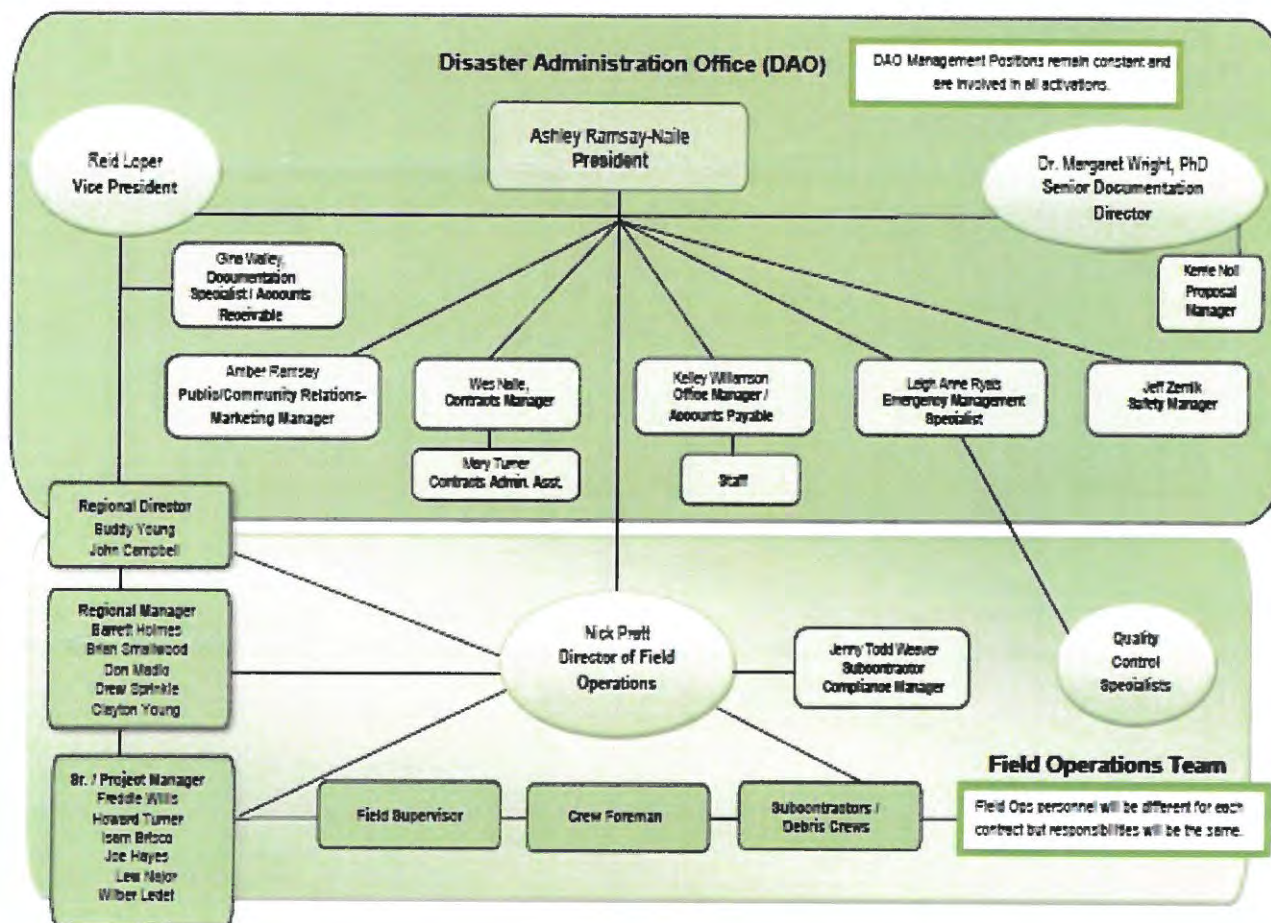 Disaster Administration Office (DAO)
DAO Management Positions remain constant and
are involved in all activations.
Ashley Ramsay-Naile
President
Reid Loper
Vice President
Dr. Margaret Wright, PhD
Senior Documentation
Director
Gina Walley,
Documentation
Specialist / Accounts
Receivable
Kerrie Noll
Proposal
Manager
Amber Ramsay
Public/Community Relations-
Marketing Manager
Wes Naile,
Contracts Manager
Kelley Williamson
Office Manager /
Accounts Payable
Leigh Anne Ryals
Emergency Management
Specialist
Jeff Zemlik
Safety Manager
Mary Turner
Contracts Admin. Asst.
Staff
Regional Director
Buddy Young
John Campbell
Regional Manager
Barrett Holmes
Brian Smallwood
Don Madio
Drew Sprinkle
Clayton Young
Nick Pratt
Director of Field
Operations
Jerry Todd Weaver
Subcontractor
Compliance Manager
Quality
Control
Specialists
Sr. / Project Manager
Freddie Willis
Howard Turner
Isam Brisco
Joe Hayes
Lew Najor
Wilber Ledet
Field Supervisor
Crew Foreman
Subcontractors /
Debris Crews
Field Operations Team
Field Ops personnel will be different for each
contract but responsibilities will be the same.